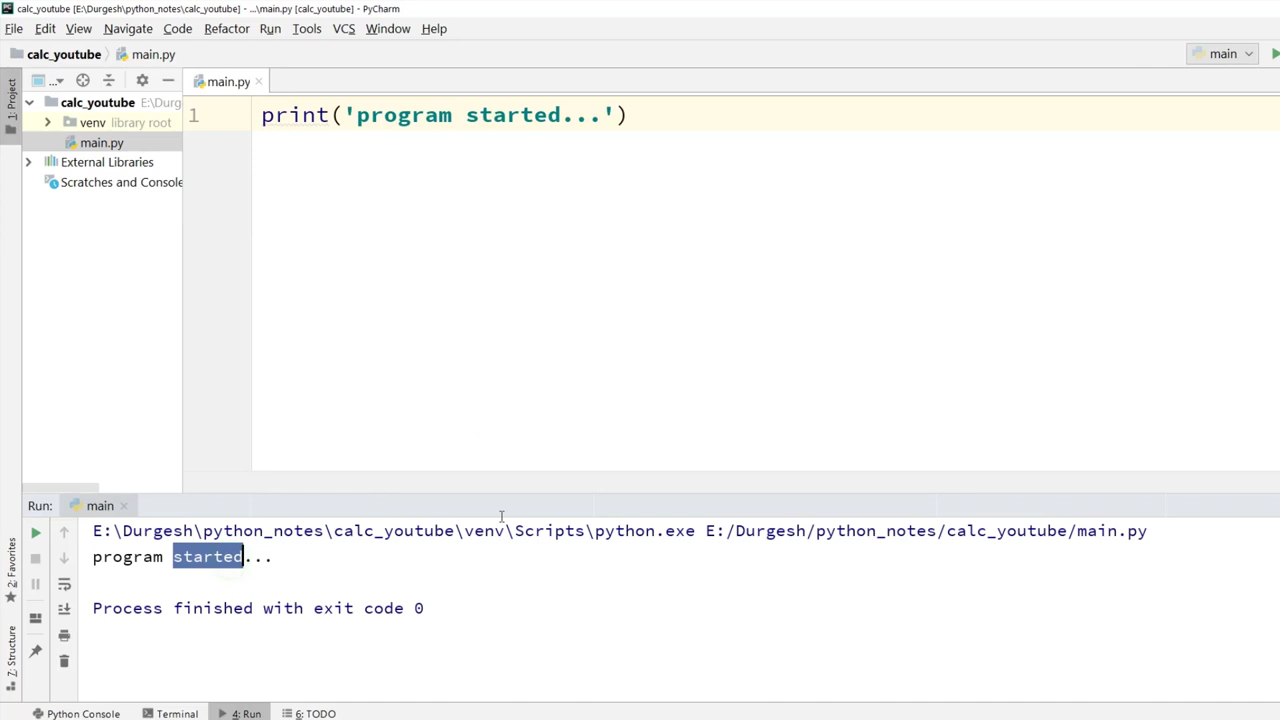 calc_youtube [E:\Durgesh\python_notes\calc_youtube] - ...\main.py [calc_youtube] - PyCharm
File Edit View Navigate Code Refactor Run Tools VCS Window Help
calc_youtube main.py main
1: Project
... main.py
calc_youtube E:\Durg
venv library root
main.py
External Libraries
Scratches and Console
1 print('program started...')
Run: main
E:\Durgesh\python_notes\calc_youtube\venv\Scripts\python.exe E:/Durgesh/python_notes/calc_youtube/main.py
program started...
Process finished with exit code 0
2: Favorites
Z: Structure
Python Console Terminal 4: Run 6: TODO